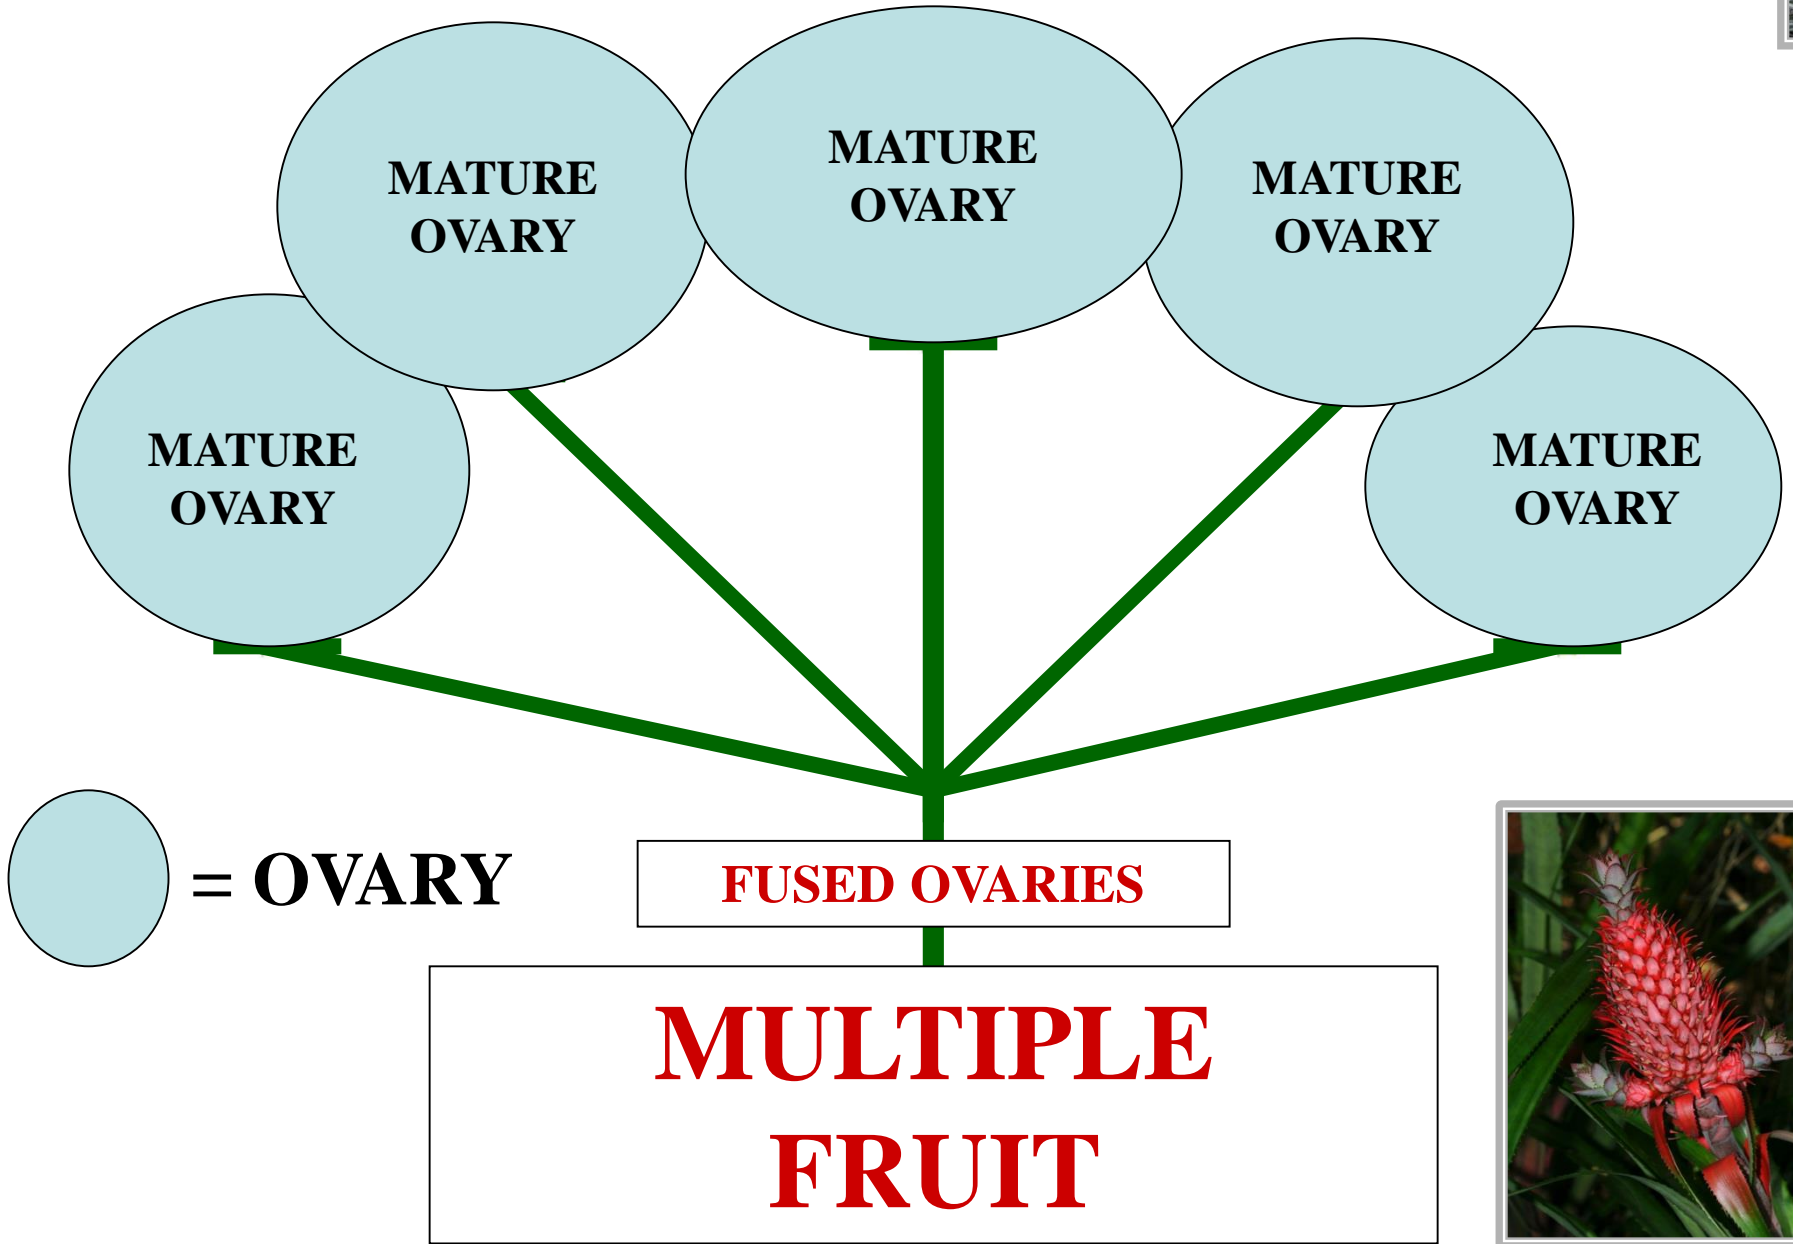 MATURE
OVARY
MATURE
OVARY
MATURE
OVARY
MATURE
OVARY
MATURE
OVARY
= OVARY
FUSED OVARIES
MULTIPLE
FRUIT